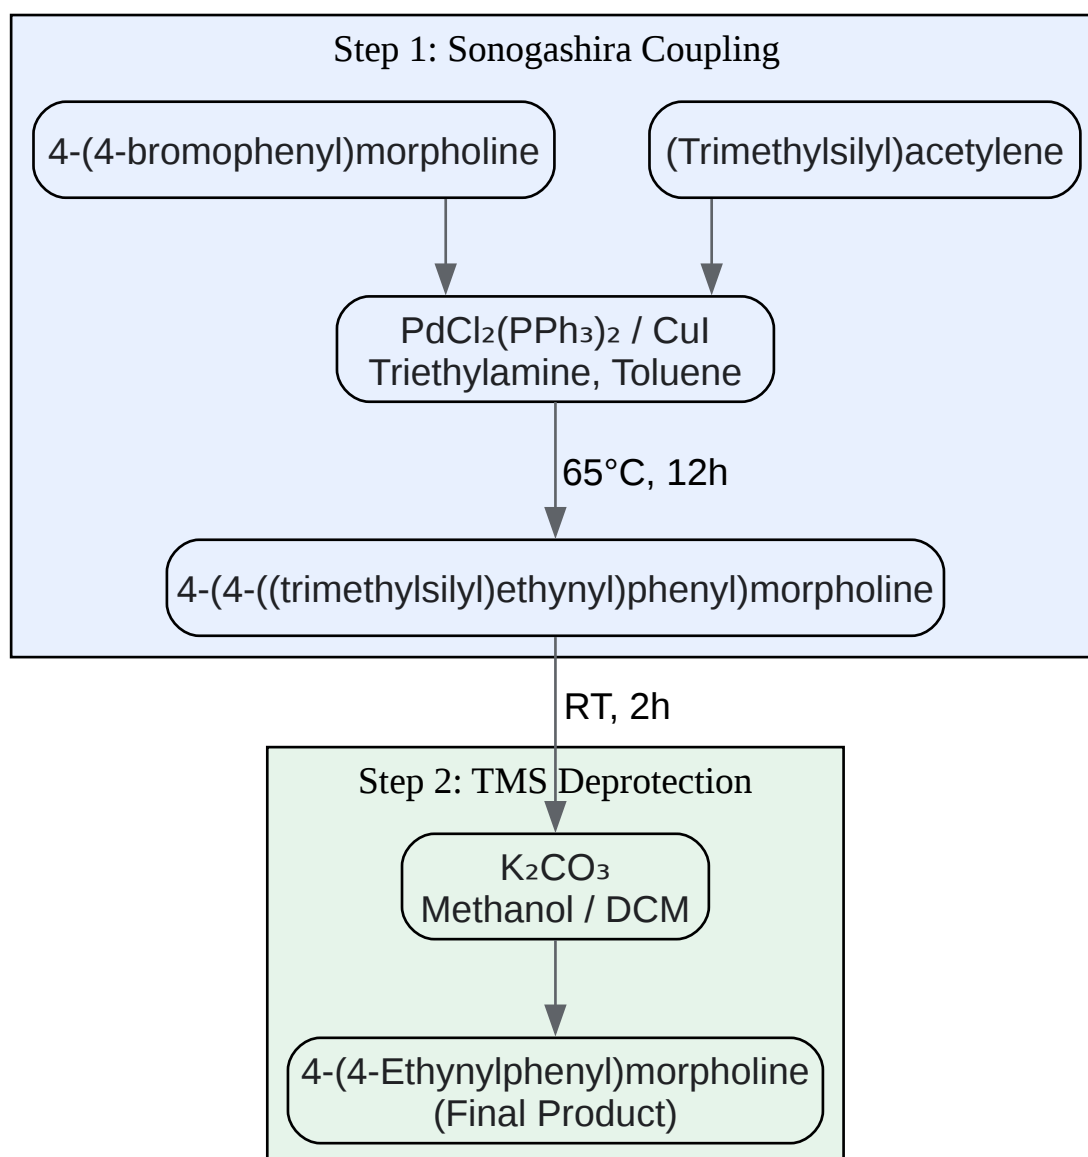 Step 1: Sonogashira Coupling
4-(4-bromophenyl)morpholine
(Trimethylsilyl)acetylene
PdCl₂(PPh₃)₂ / CuI
Triethylamine, Toluene
65°C, 12h
4-(4-((trimethylsilyl)ethynyl)phenyl)morpholine
RT, 2h
Step 2: TMS Deprotection
K₂CO₃
Methanol / DCM
4-(4-Ethynylphenyl)morpholine
(Final Product)